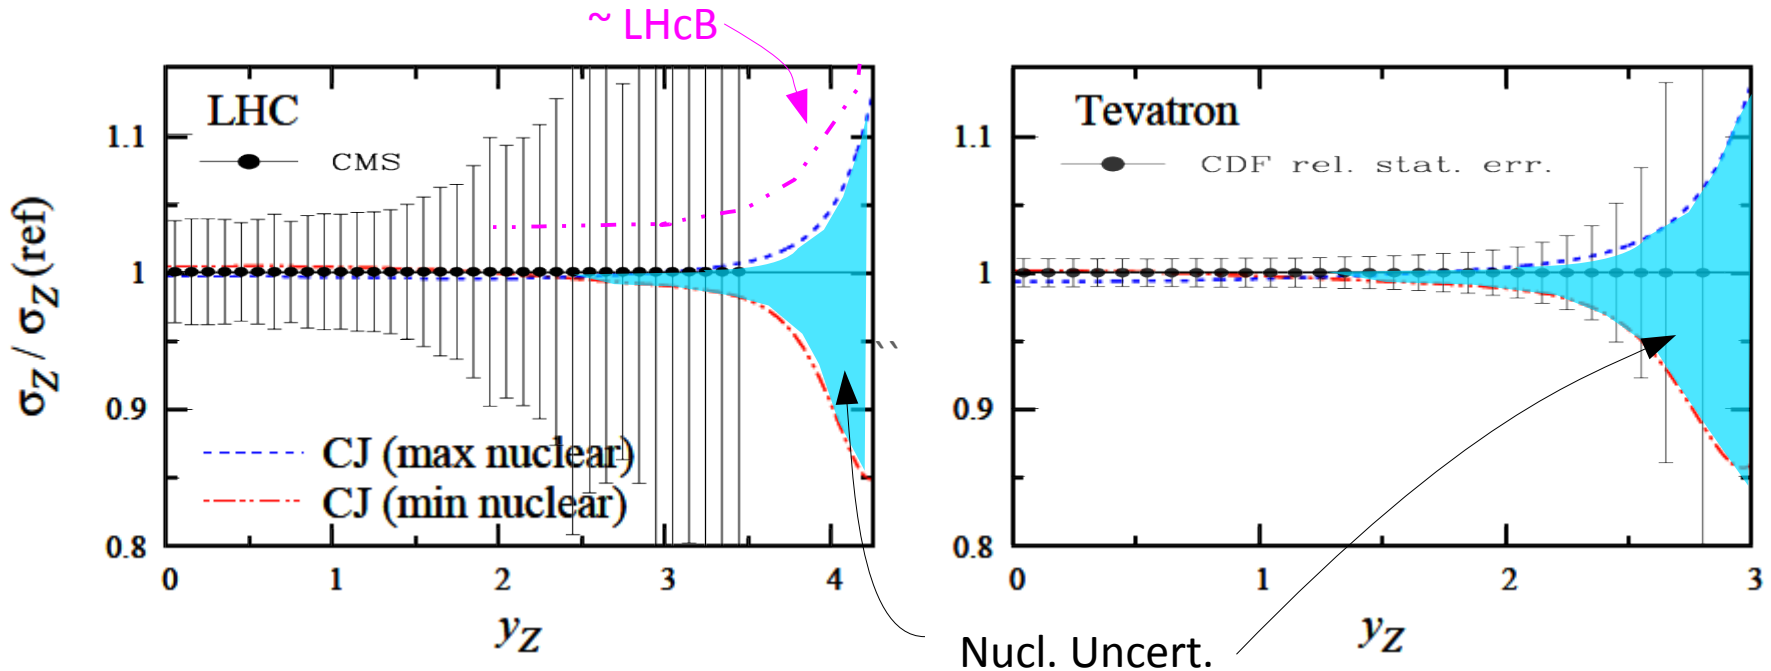 ~ LHcB
LHC
CMS
CJ (max nuclear)
CJ (min nuclear)
σZ / σZ (ref)
1.1
1
0.9
0.8
0 1 2 3 4
yZ
``
Tevatron
CDF rel. stat. err.
1.1
1
0.9
0.8
0 1 2 3
yZ
Nucl. Uncert.